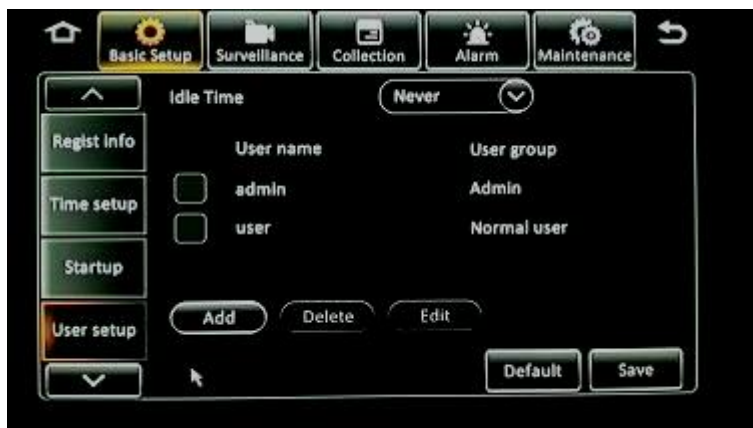 Basic Setup Surveillance Collection Alarm Maintenance
Idle Time Never
Regist Info
User name User group
admin Admin
Time setup
user Normal user
Startup
Add Delete Edit
User setup
Default Save